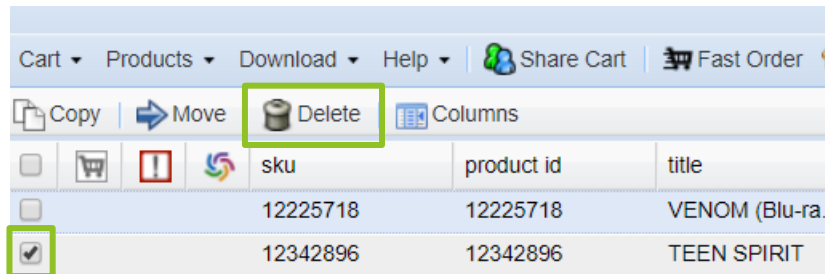 Cart Products Download Help Share Cart Fast Order
Copy Move Delete Columns
sku product id title
12225718 12225718 VENOM (Blu-ra.
12342896 12342896 TEEN SPIRIT